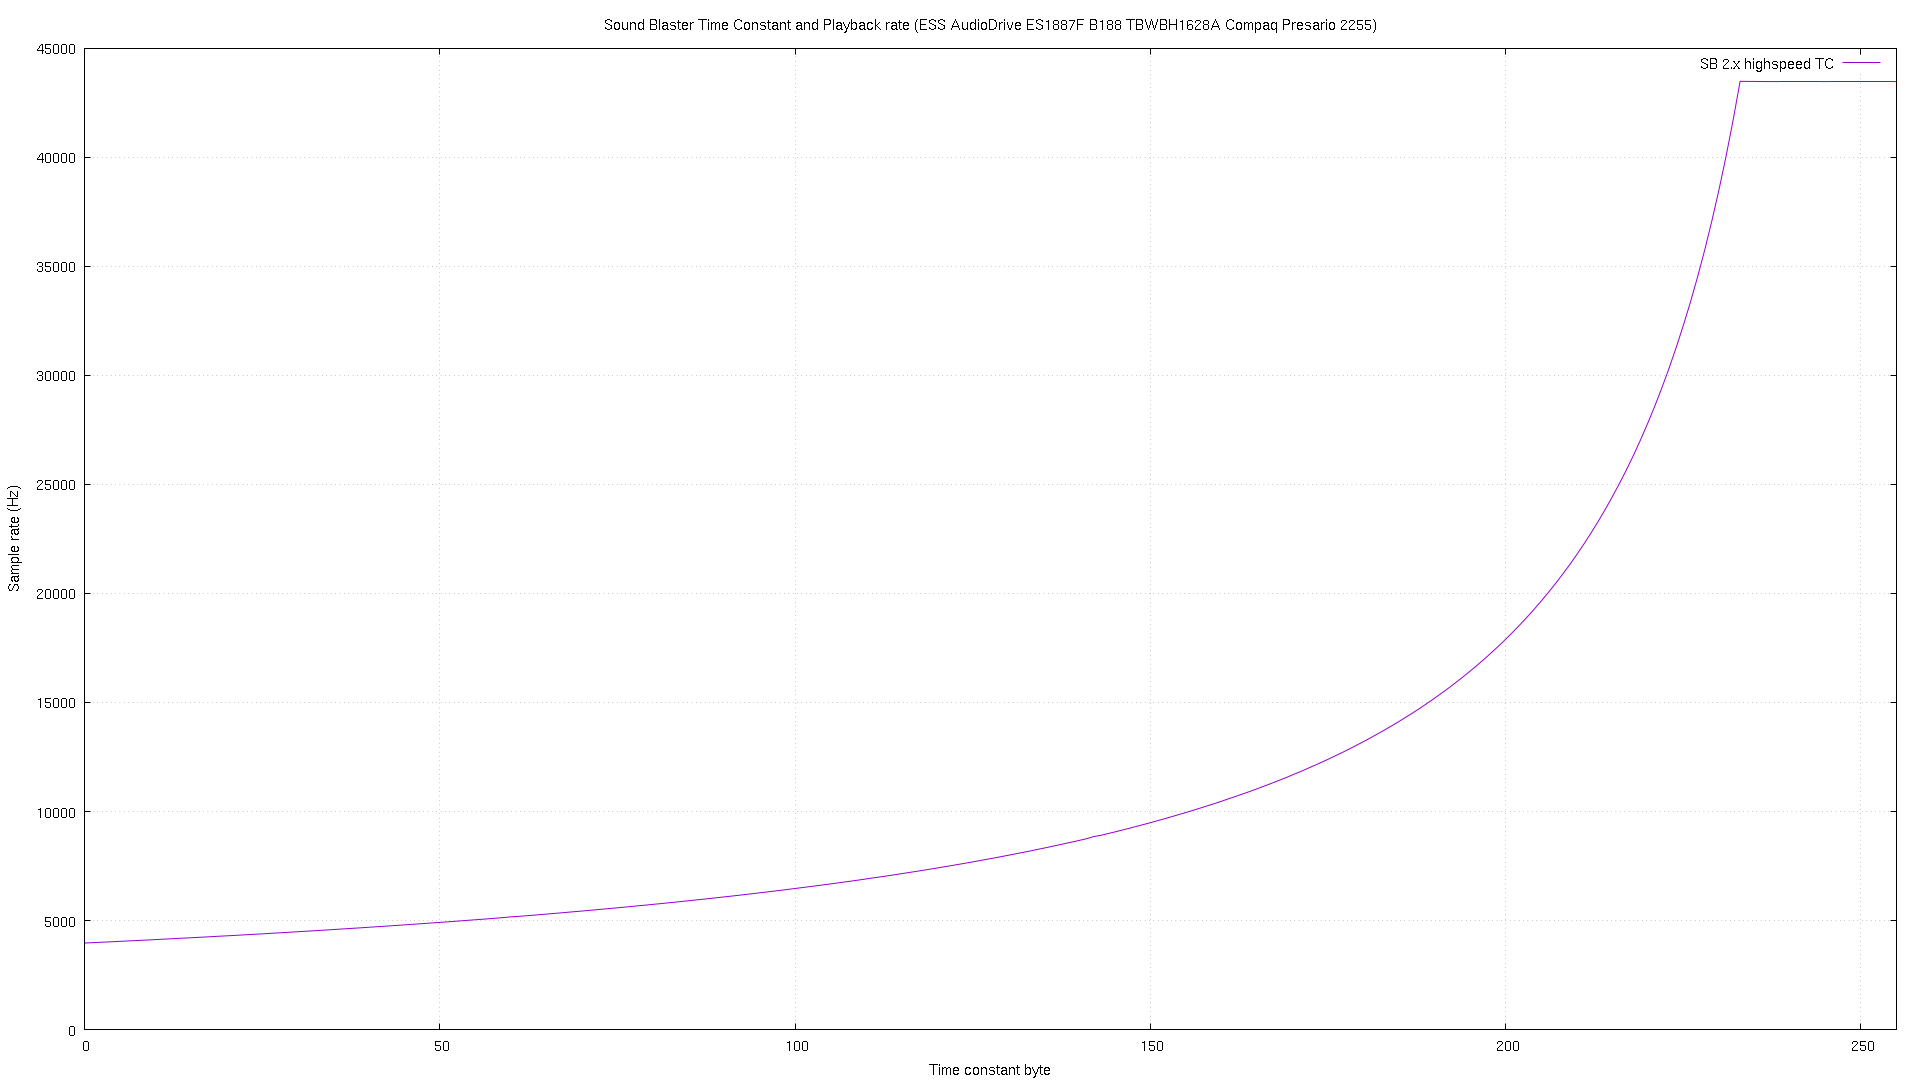 Sound Blaster Time Constant and Playback rate (ESS AudioDrive ES1887F B188 TBWBH1628A Compaq Presario 2255)
SB 2.x highspeed TC
45000
40000
35000
30000
25000
20000
15000
10000
5000
0
Sample rate (Hz)
0 50 100 150 200 250
Time constant byte